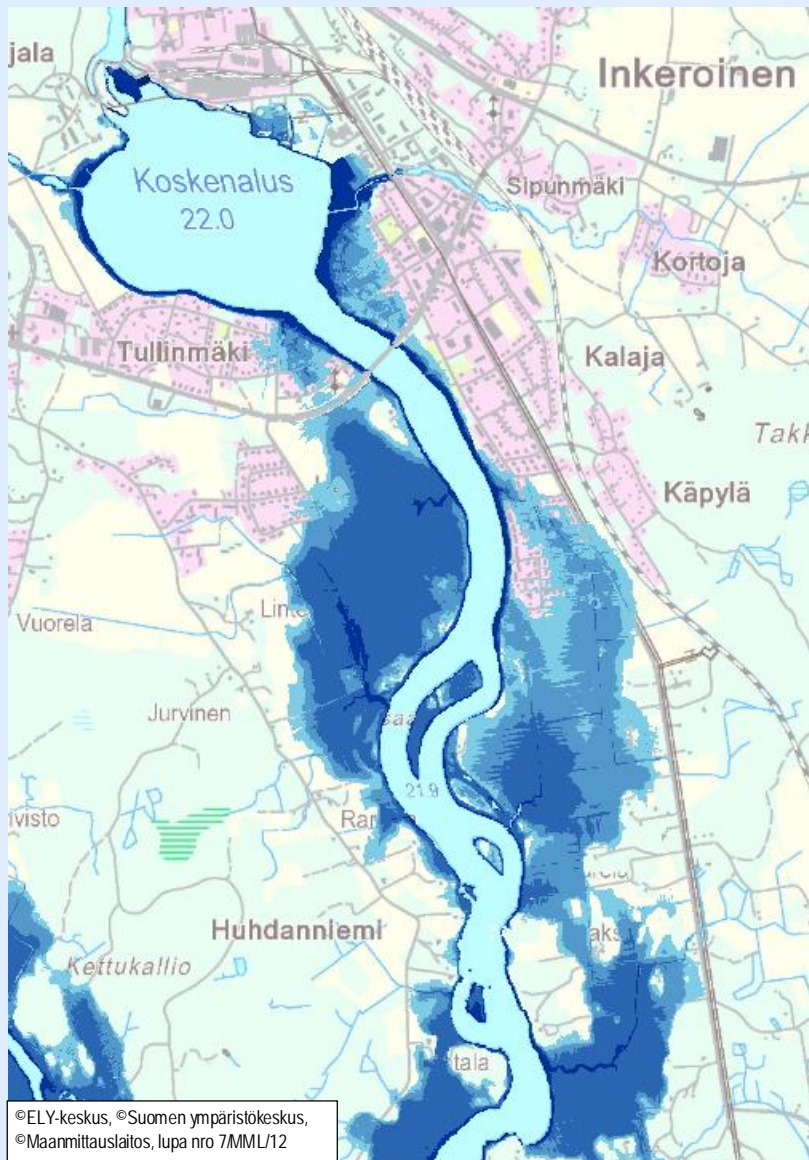 jala
Inkeroinen
Koskenalus
22.0
Sipunmäki
Kortoja
Tullinmäki
Kalaja
Takk
Käpylä
Vuorela
Jurvinen
21.9
ivisto
Huhdanniemi
Kettukallio
©ELY-keskus, ©Suomen ympäristökeskus,
©Maanmittauslaitos, lupa nro 7/MML/12